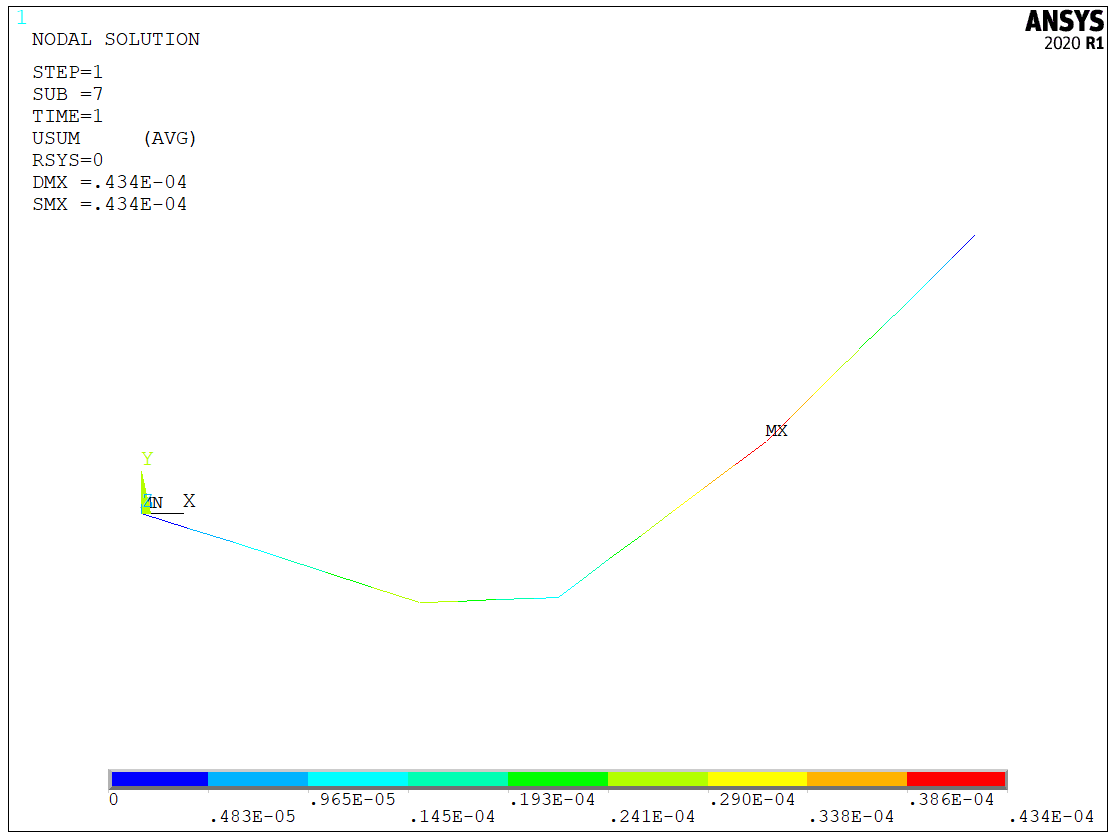 1
ANSYS
2020 R1
NODAL SOLUTION
STEP=1
SUB =7
TIME=1
USUM (AVG)
RSYS=0
DMX =.434E-04
SMX =.434E-04
MX
Y
Z MN X
0 .965E-05 .193E-04 .290E-04 .386E-04
.483E-05 .145E-04 .241E-04 .338E-04 .434E-04